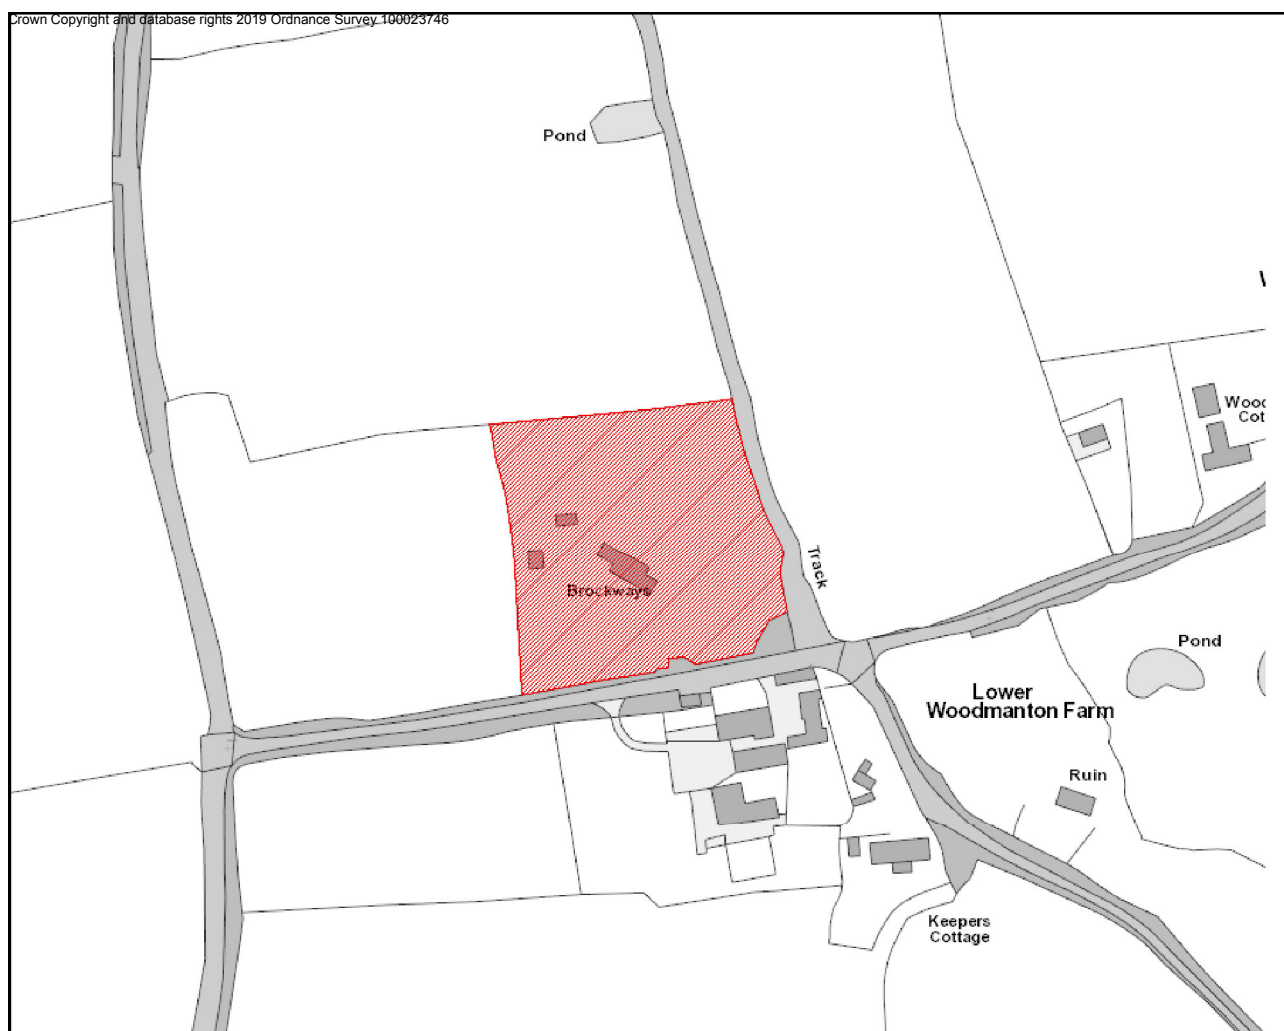 Crown Copyright and database rights 2019 Ordnance Survey 100023746
Pond
Brockways
Track
Pond
Lower
Woodmanton Farm
Ruin
Keepers
Cottage